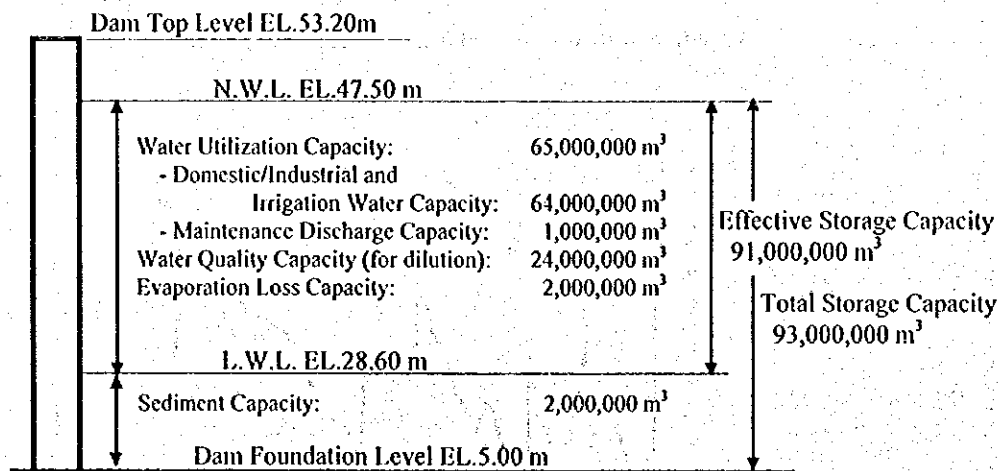 Dam Top Level EL.53.20m
N.W.L. EL.47.50 m
Water Utilization Capacity: 65,000,000 m³
- Domestic/Industrial and
Irrigation Water Capacity: 64,000,000 m³
- Maintenance Discharge Capacity: 1,000,000 m³
Water Quality Capacity (for dilution): 24,000,000 m³
Evaporation Loss Capacity: 2,000,000 m³
Effective Storage Capacity
91,000,000 m³
Total Storage Capacity
93,000,000 m³
L.W.L. EL.28.60 m
Sediment Capacity: 2,000,000 m³
Dam Foundation Level EL.5.00 m